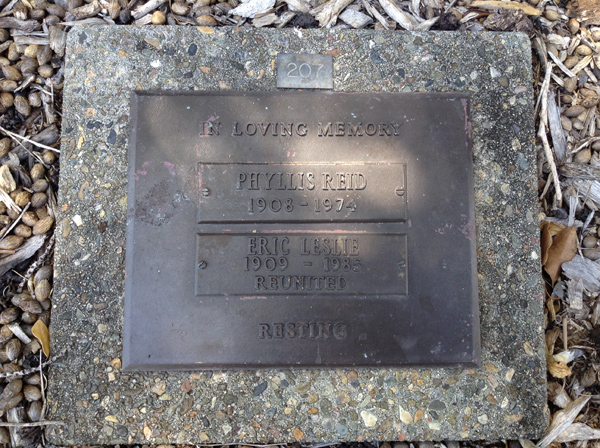 207
IN LOVING MEMORY
PHYLLIS REID
1908 - 1974
ERIC LESLIE
1909 - 1985
REUNITED
RESTING